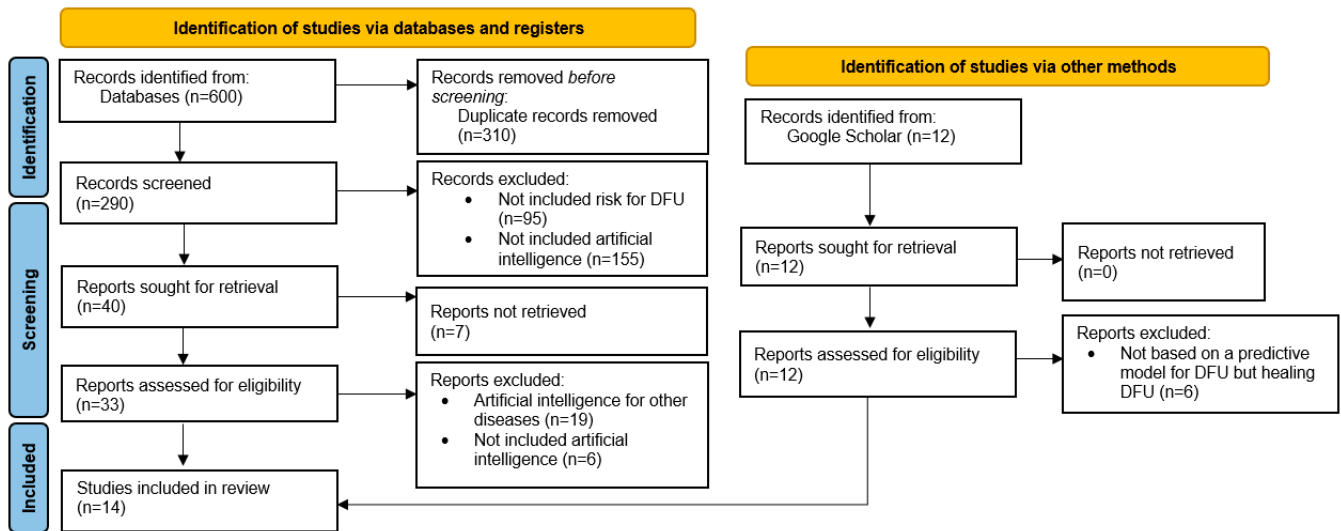 Identification of studies via databases and registers
Identification
Records identified from:
Databases (n=600)
Records removed before
screening:
Duplicate records removed
(n=310)
Records screened
(n=290)
Records excluded:
• Not included risk for DFU
(n=95)
• Not included artificial
intelligence (n=155)
Screening
Reports sought for retrieval
(n=40)
Reports not retrieved
(n=7)
Reports assessed for eligibility
(n=33)
Reports excluded:
• Artificial intelligence for other
diseases (n=19)
• Not included artificial
intelligence (n=6)
Included
Studies included in review
(n=14)
Identification of studies via other methods
Records identified from:
Google Scholar (n=12)
Reports sought for retrieval
(n=12)
Reports not retrieved
(n=0)
Reports assessed for eligibility
(n=12)
Reports excluded:
• Not based on a predictive
model for DFU but healing
DFU (n=6)